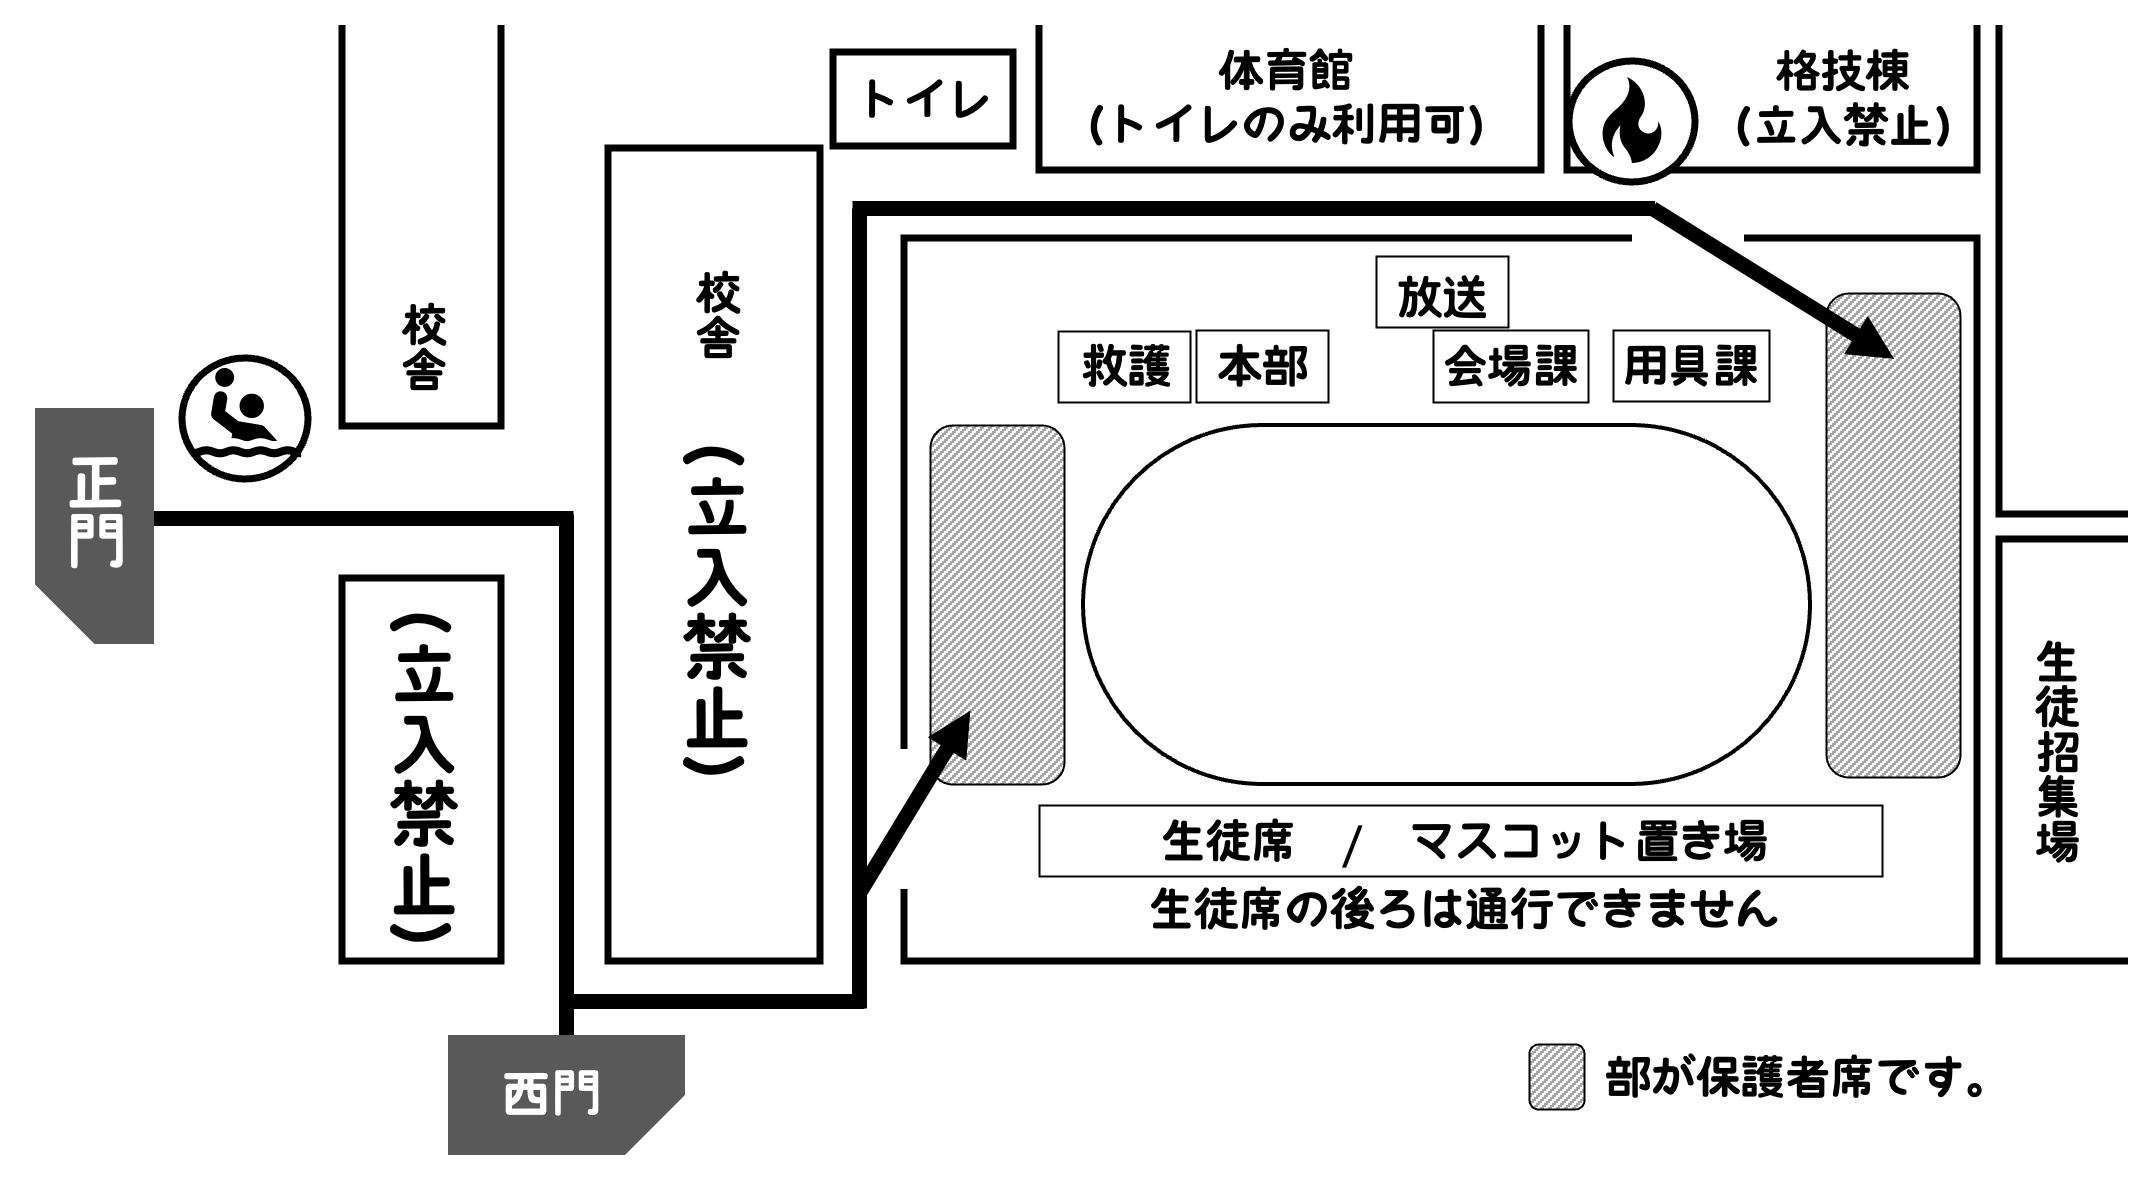 トイレ
体育館
(トイレのみ利用可)
格技棟
(立入禁止)
校舎
(立入禁止)
校舎
(立入禁止)
正門
西門
放送
救護
本部
会場課
用具課
生徒席 / マスコット置き場
生徒席の後ろは通行できません
生徒招集場
部が保護者席です。